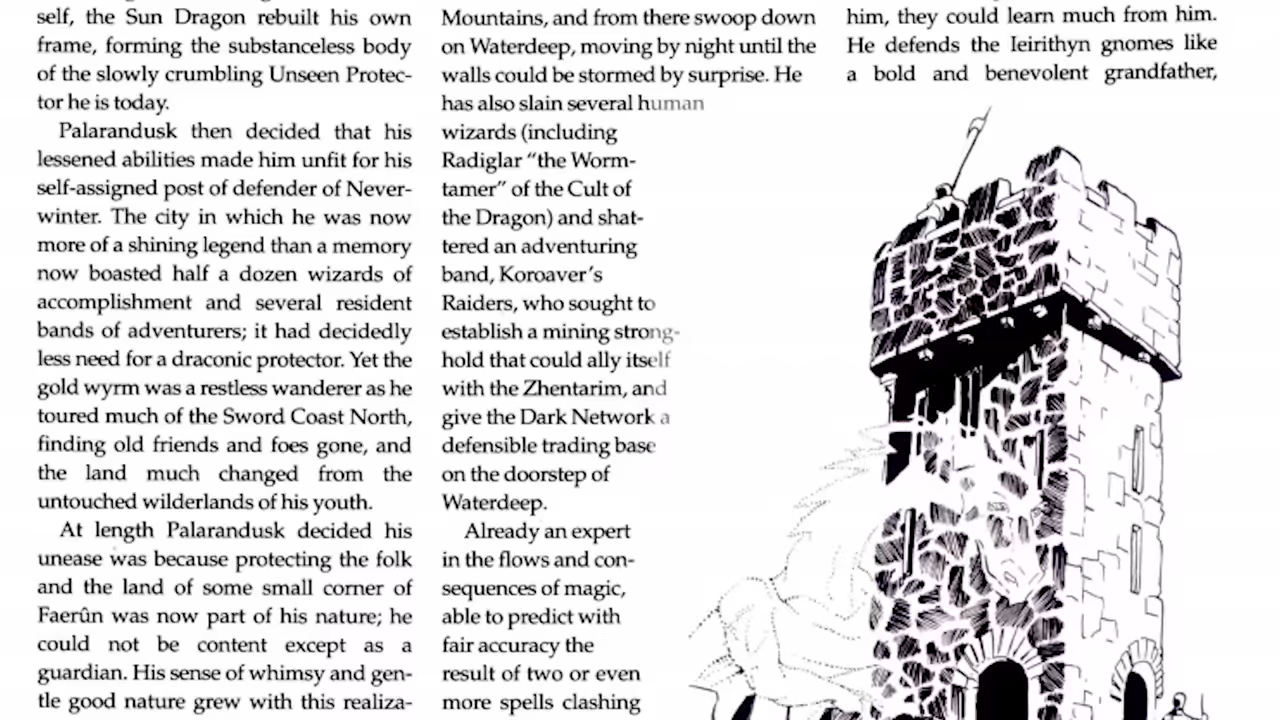 self, the Sun Dragon rebuilt his own
frame, forming the substanceless body
of the slowly crumbling Unseen Protec-
tor he is today.
Palarandusk then decided that his
lessened abilities made him unfit for his
self-assigned post of defender of Never-
winter. The city in which he was now
more of a shining legend than a memory
now boasted half a dozen wizards of
accomplishment and several resident
bands of adventurers; it had decidedly
less need for a draconic protector. Yet the
gold wyrm was a restless wanderer as he
toured much of the Sword Coast North,
finding old friends and foes gone, and
the land much changed from the
untouched wilderlands of his youth.
At length Palarandusk decided his
unease was because protecting the folk
and the land of some small corner of
Faerûn was now part of his nature; he
could not be content except as a
guardian. His sense of whimsy and gen-
tle good nature grew with this realiza-
Mountains, and from there swoop down
on Waterdeep, moving by night until the
walls could be stormed by surprise. He
has also slain several human
wizards (including
Radiglar “the Worm-
tamer” of the Cult of
the Dragon) and shat-
tered an adventuring
band, Koroaver’s
Raiders, who sought to
establish a mining strong-
hold that could ally itself
with the Zhentarim, and
give the Dark Network a
defensible trading base
on the doorstep of
Waterdeep.
Already an expert
in the flows and con-
sequences of magic,
able to predict with
fair accuracy the
result of two or even
more spells clashing
him, they could learn much from him.
He defends the Ieirithyn gnomes like
a bold and benevolent grandfather,